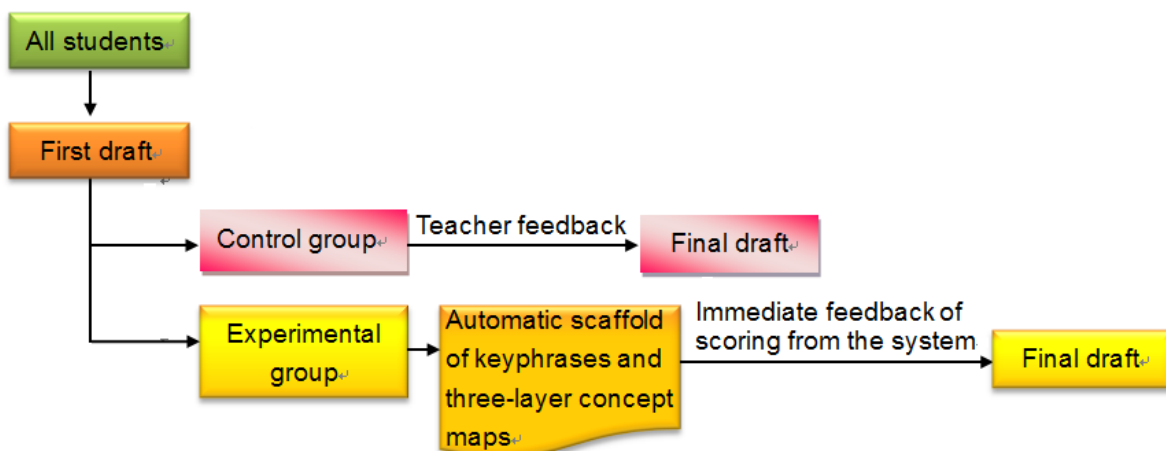 All students
First draft
Control group
Teacher feedback
Final draft
Experimental
group
Automatic scaffold
of keyphrases and
three-layer concept
maps
Immediate feedback of
scoring from the system
Final draft